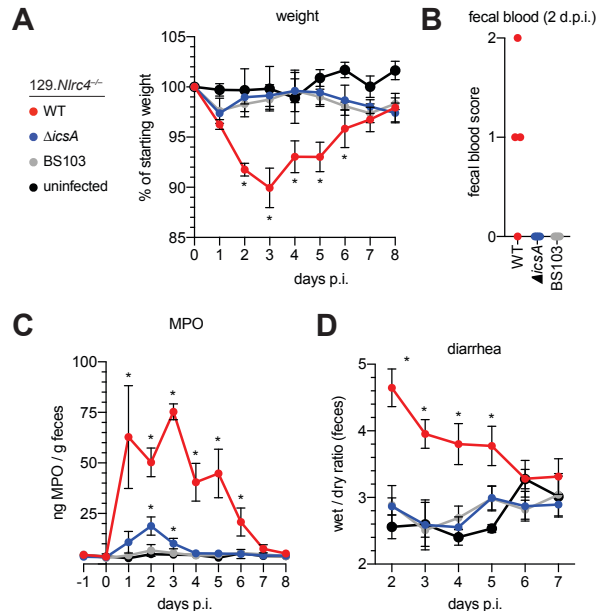 A
weight
129.Nlrc4–/–
WT
ΔicsA
BS103
uninfected
% of starting weight
105
100
95
90
85
0 1 2 3 4 5 6 7 8
days p.i.
* * * * *
B
fecal blood (2 d.p.i.)
fecal blood score
2
1
0
WT
▲icsA
BS103
C
MPO
ng MPO / g feces
100
75
50
25
-1 0 1 2 3 4 5 6 7 8
days p.i.
* * * * * *
* *
D
diarrhea
wet / dry ratio (feces)
5
4
3
2
2 3 4 5 6 7
days p.i.
* * * *